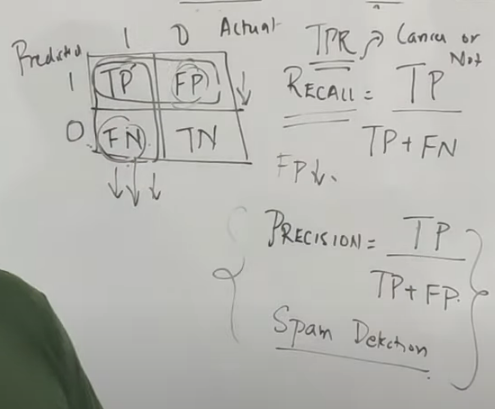 1 0 Actual
Predicted
1 TP FP
0 FN TN
TPR → Cancer or Not
RECALL = TP
TP + FN
FP↓.
PRECISION = TP
TP + FP.
Spam Detection